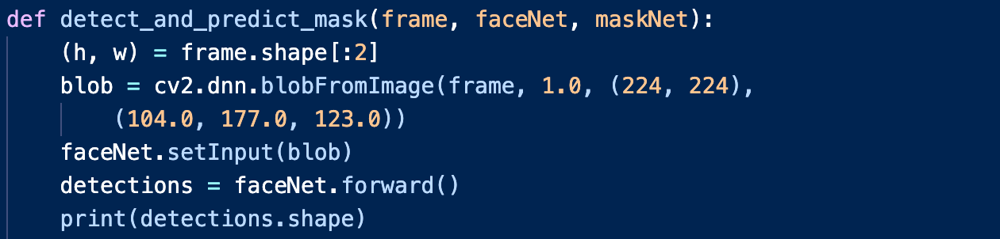 def detect_and_predict_mask(frame, faceNet, maskNet):
    (h, w) = frame.shape[:2]
    blob = cv2.dnn.blobFromImage(frame, 1.0, (224, 224),
        (104.0, 177.0, 123.0))
    faceNet.setInput(blob)
    detections = faceNet.forward()
    print(detections.shape)